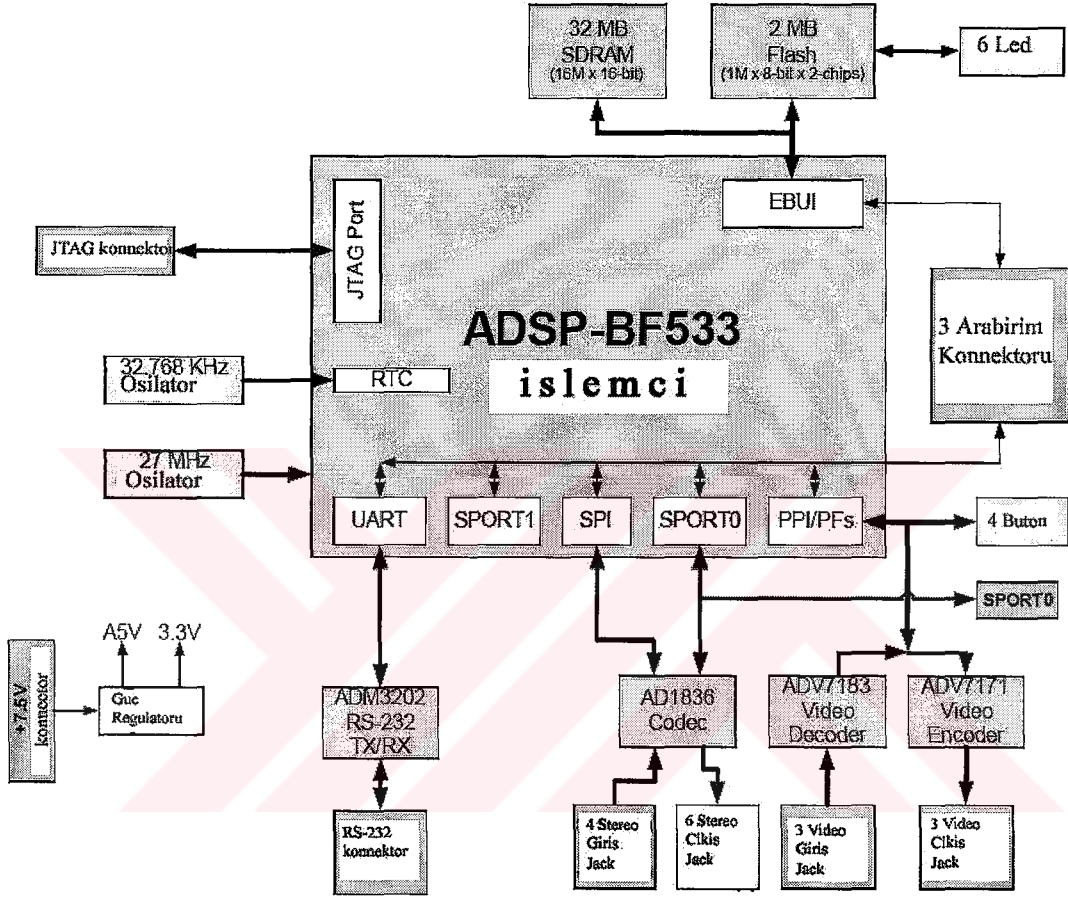 32 MB
SDRAM
(16M x 16-bit)
2 MB
Flash
(1M x 8-bit x 2-chips)
6 Led
EBUI
JTAG Port
JTAG konnektor
ADSP-BF533
islemci
3 Arabirim
Konnektoru
32.768 KHz
Osilator
RTC
27 MHz
Osilator
UART
SPORT1
SPI
SPORT0
PPI/PFs
4 Buton
SPORT0
A5V
3.3V
+7.5V
konnector
Guc
Regulatoru
ADM3202
RS-232
TX/RX
AD1836
Codec
ADV7183
Video
Decoder
ADV7171
Video
Encoder
RS-232
konnektor
4 Stereo
Giris
Jack
6 Stereo
Cikis
Jack
3 Video
Giris
Jack
3 Video
Cikis
Jack